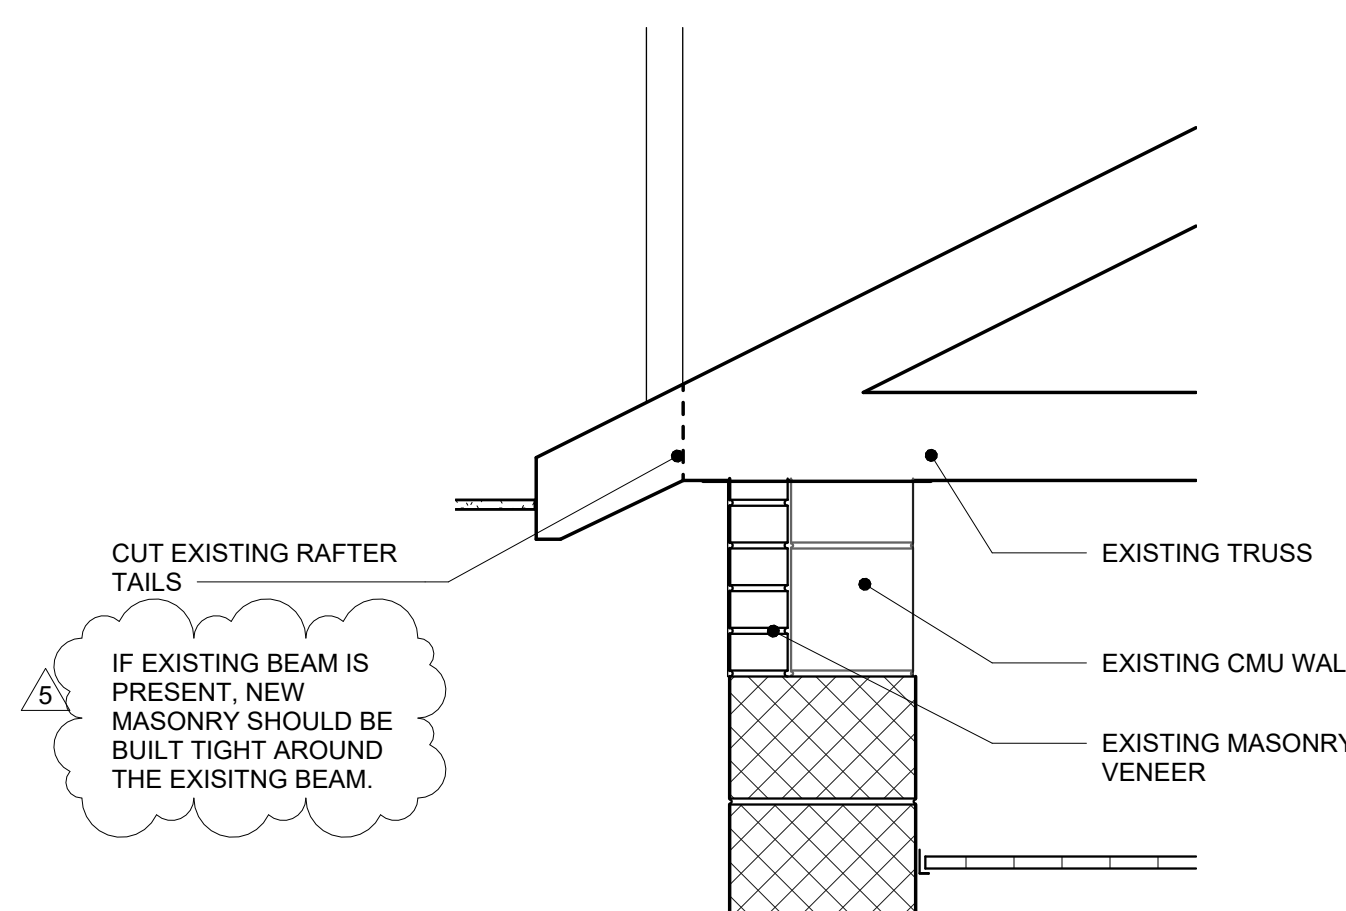 CUT EXISTING RAFTER
TAILS
5
IF EXISTING BEAM IS
PRESENT, NEW
MASONRY SHOULD BE
BUILT TIGHT AROUND
THE EXISITNG BEAM.
EXISTING TRUSS
EXISTING CMU WAL
EXISTING MASONRY
VENEER